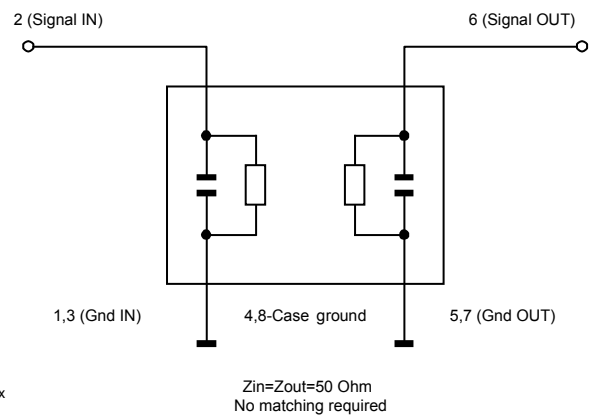 2 (Signal IN)
6 (Signal OUT)
1,3 (Gnd IN)
4,8-Case ground
5,7 (Gnd OUT)
x
Zin=Zout=50 Ohm
No matching required